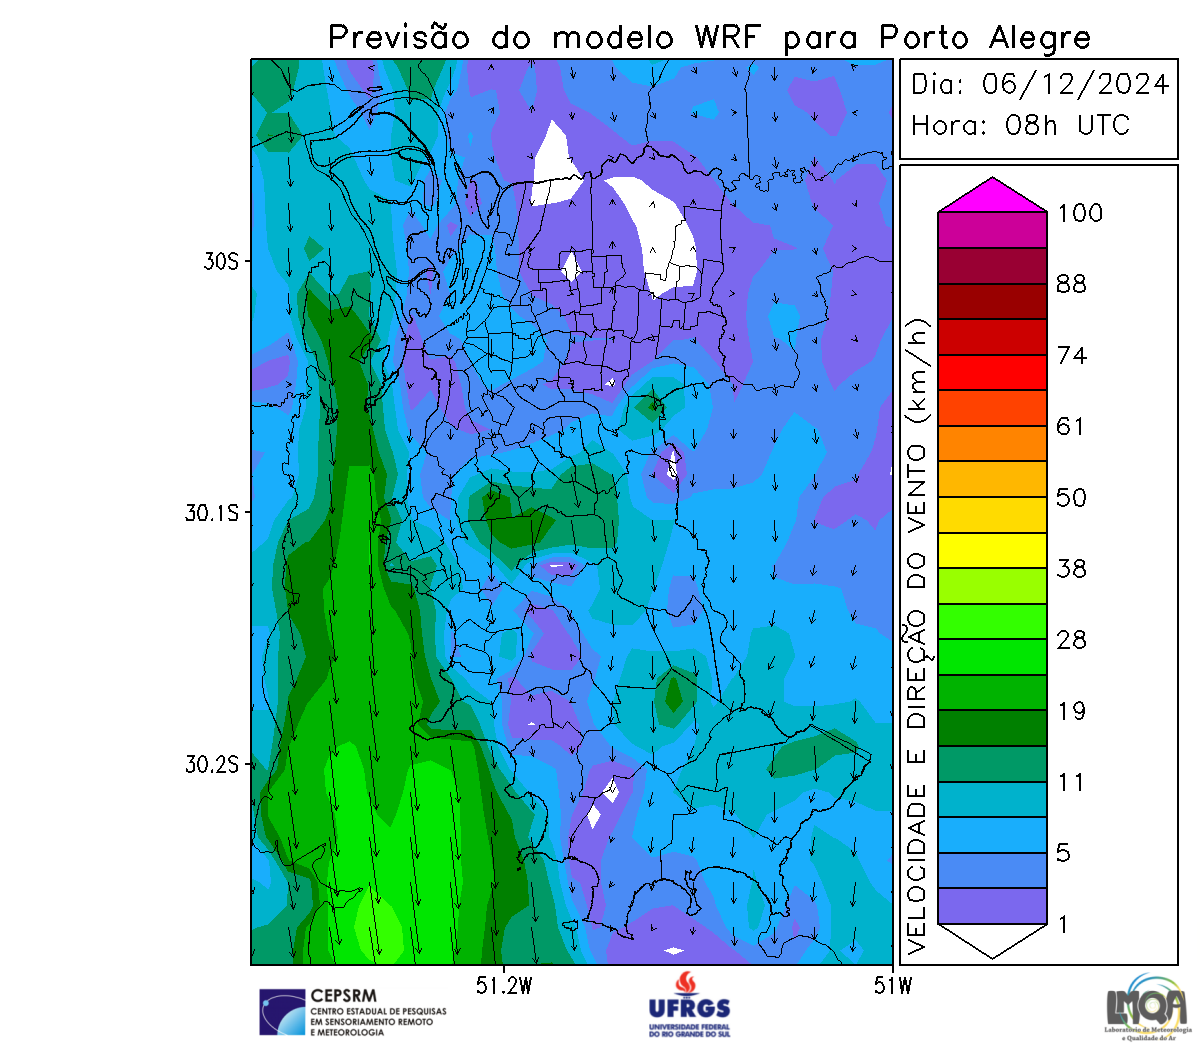 Previsão do modelo WRF para Porto Alegre
Dia: 06/12/2024
Hora: 08h UTC
30S
30.1S
30.2S
51.2W
51W
VELOCIDADE E DIREÇÃO DO VENTO (km/h)
100
88
74
61
50
38
28
19
11
5
1
CEPSRM
CENTRO ESTADUAL DE PESQUISAS
EM SENSORIAMENTO REMOTO
E METEOROLOGIA
UFRGS
UNIVERSIDADE FEDERAL
DO RIO GRANDE DO SUL
LMQA
Laboratório de Meteorologia
e Qualidade do Ar